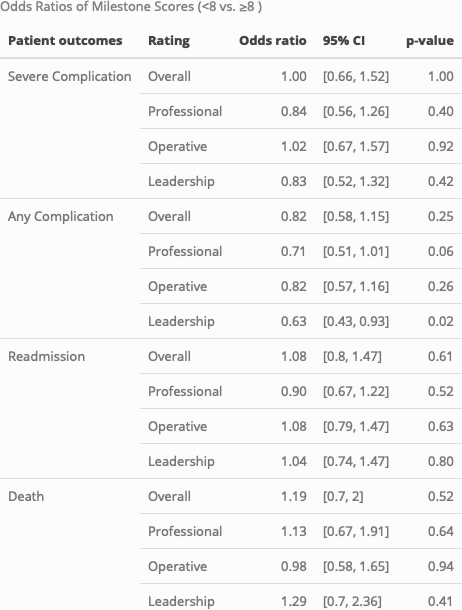 Odds Ratios of Milestone Scores (<8 vs. ≥8 )
Patient outcomes Rating Odds ratio 95% CI p-value
Severe Complication Overall 1.00 [0.66, 1.52] 1.00
Professional 0.84 [0.56, 1.26] 0.40
Operative 1.02 [0.67, 1.57] 0.92
Leadership 0.83 [0.52, 1.32] 0.42
Any Complication Overall 0.82 [0.58, 1.15] 0.25
Professional 0.71 [0.51, 1.01] 0.06
Operative 0.82 [0.57, 1.16] 0.26
Leadership 0.63 [0.43, 0.93] 0.02
Readmission Overall 1.08 [0.8, 1.47] 0.61
Professional 0.90 [0.67, 1.22] 0.52
Operative 1.08 [0.79, 1.47] 0.63
Leadership 1.04 [0.74, 1.47] 0.80
Death Overall 1.19 [0.7, 2] 0.52
Professional 1.13 [0.67, 1.91] 0.64
Operative 0.98 [0.58, 1.65] 0.94
Leadership 1.29 [0.7, 2.36] 0.41